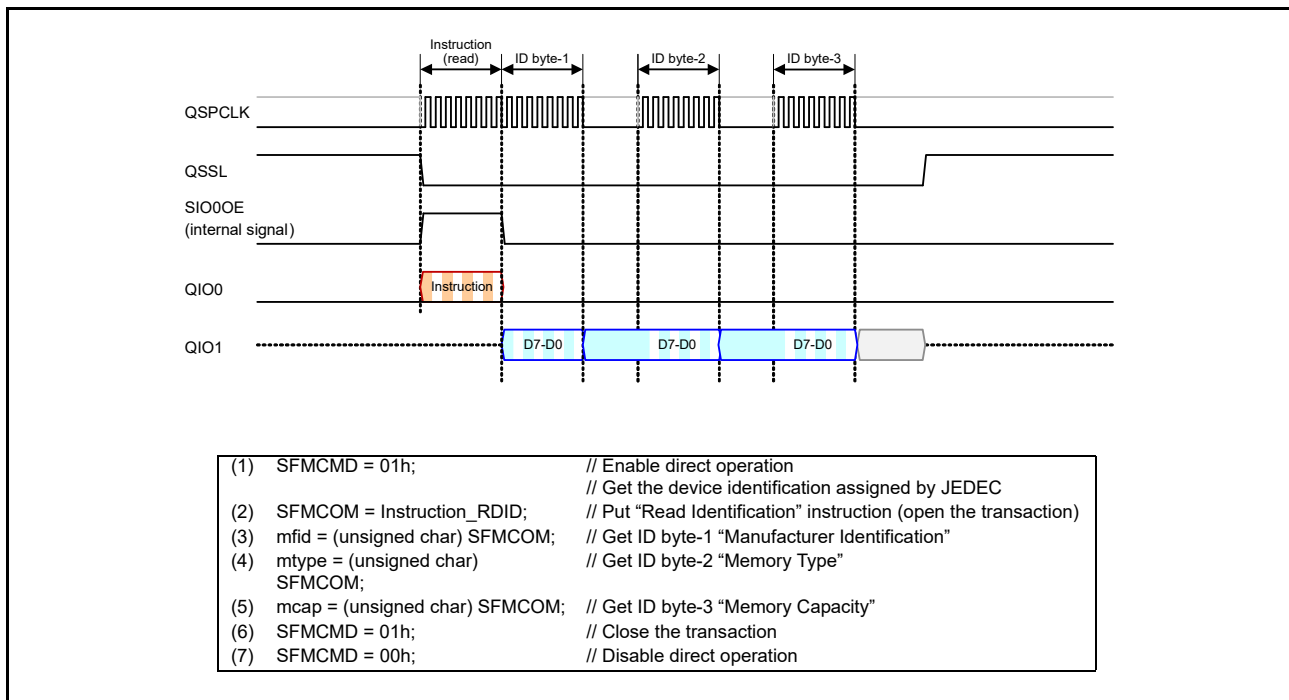 Instruction
(read)
ID byte-1
ID byte-2
ID byte-3
QSPCLK
QSSL
SIO0OE
(internal signal)
QIO0
Instruction
QIO1
D7-D0
D7-D0
D7-D0
(1) SFMCMD = 01h; // Enable direct operation
// Get the device identification assigned by JEDEC
(2) SFMCOM = Instruction_RDID; // Put “Read Identification” instruction (open the transaction)
(3) mfid = (unsigned char) SFMCOM; // Get ID byte-1 “Manufacturer Identification”
(4) mtype = (unsigned char) // Get ID byte-2 “Memory Type”
SFMCOM;
(5) mcap = (unsigned char) SFMCOM; // Get ID byte-3 “Memory Capacity”
(6) SFMCMD = 01h; // Close the transaction
(7) SFMCMD = 00h; // Disable direct operation